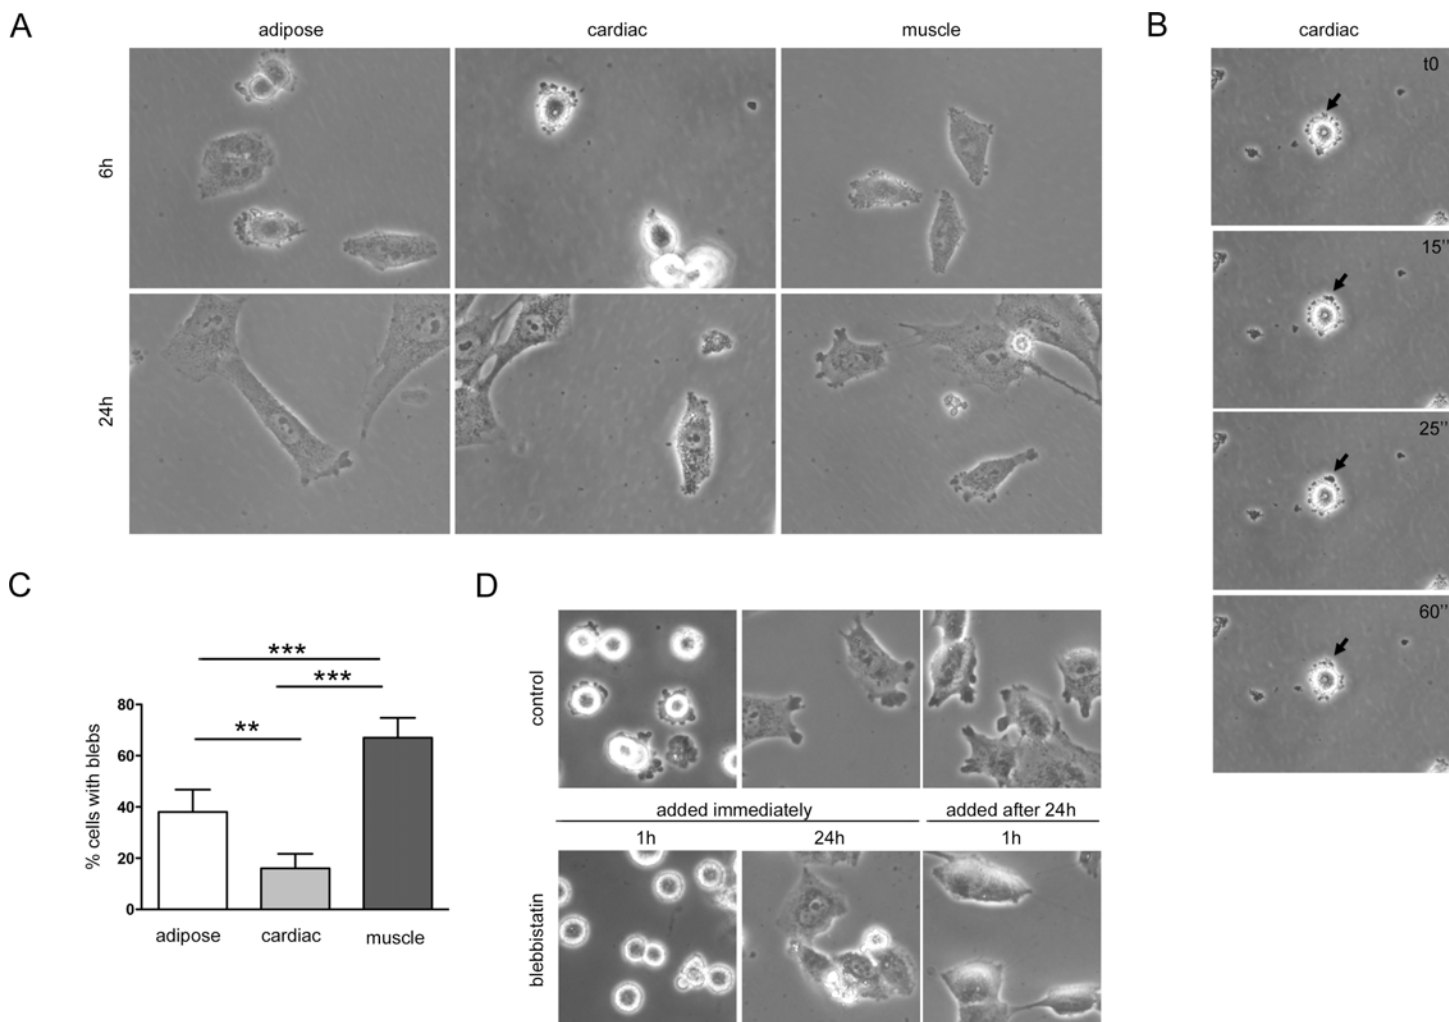 A
adipose
cardiac
muscle
6h
24h
B
cardiac
t0
15''
25''
60''
C
***
***
**
% cells with blebs
80
60
40
20
0
adipose
cardiac
muscle
D
control
added immediately
added after 24h
1h
24h
1h
blebbistatin